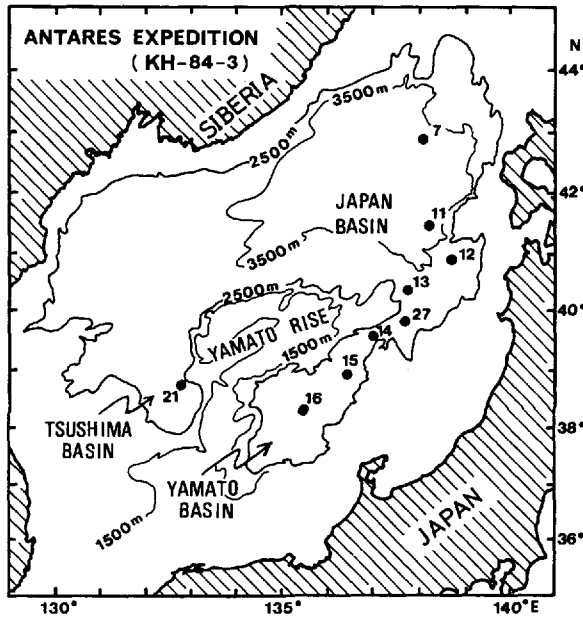 ANTARES EXPEDITION
(KH-84-3)
N
44°
SIBERIA
3500m
2500m
7
42°
JAPAN
BASIN
11
12
3500m
13
40°
2500m
27
YAMATO RISE
14
1500m
15
21
16
38°
TSUSHIMA
BASIN
YAMATO
BASIN
1500m
JAPAN
36°
130°
135°
140°E